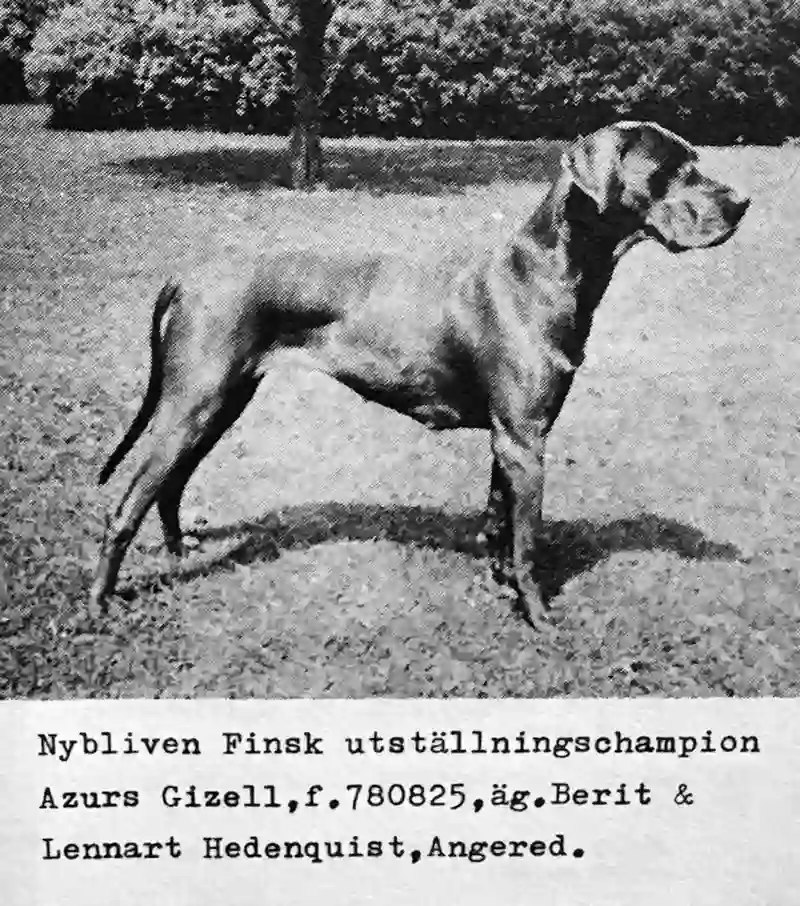 Nybliven Finsk utställningschampion
Azurs Gizell,f.780825,äg.Berit &
Lennart Hedenquist,Angered.